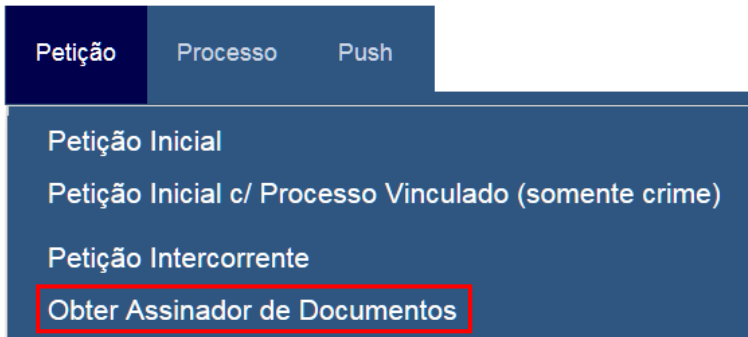 Petição Processo Push
Petição Inicial
Petição Inicial c/ Processo Vinculado (somente crime)
Petição Intercorrente
Obter Assinador de Documentos